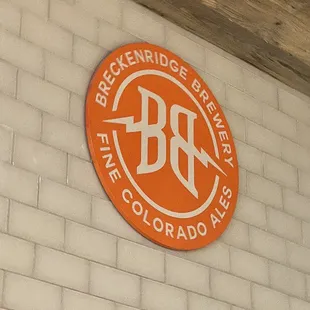 BRECKENRIDGE BREWERY
BB
FINE COLORADO ALES